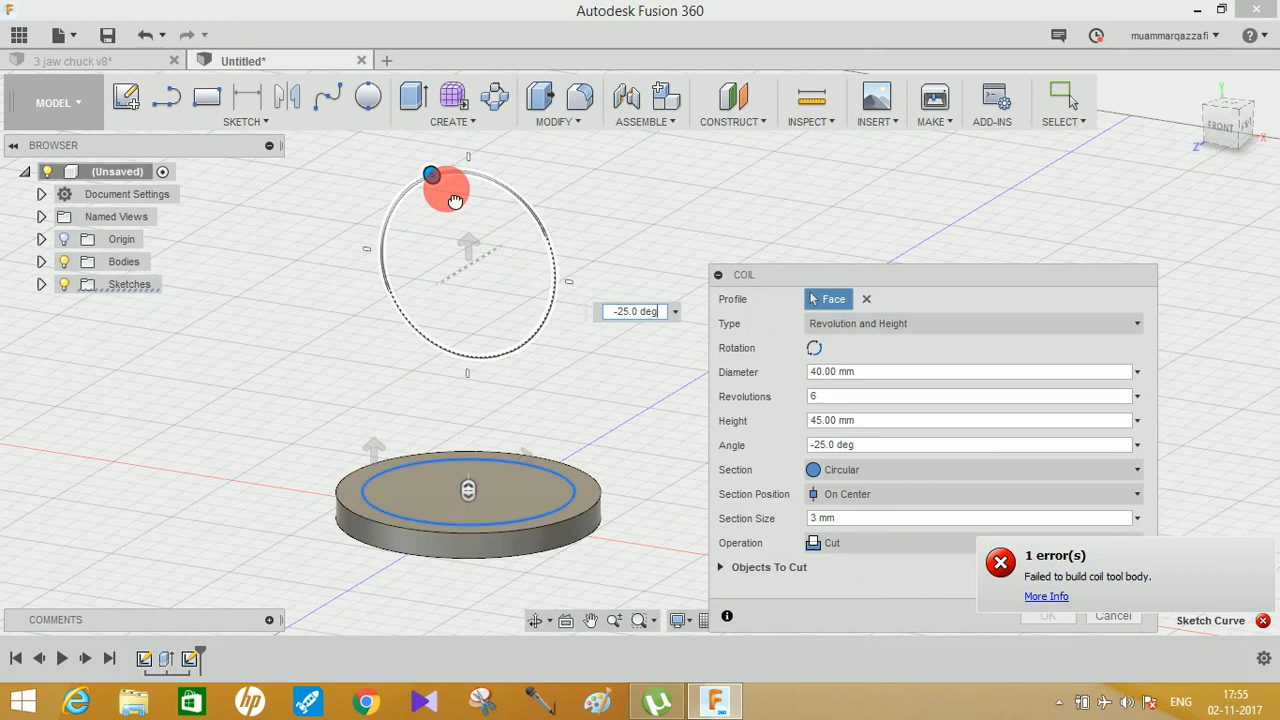 Autodesk Fusion 360
muammarqazzafi
3 jaw chuck v8*
Untitled*
MODEL
SKETCH
CREATE
MODIFY
ASSEMBLE
CONSTRUCT
INSPECT
INSERT
MAKE
ADD-INS
SELECT
Y
FRONT
X
Z
BROWSER
(Unsaved)
Document Settings
Named Views
Origin
Bodies
Sketches
-25.0 deg
COIL
Profile Face
Type Revolution and Height
Rotation
Diameter 40.00 mm
Revolutions 6
Height 45.00 mm
Angle -25.0 deg
Section Circular
Section Position On Center
Section Size 3 mm
Operation Cut
Objects To Cut
1 error(s)
Failed to build coil tool body.
More Info
OK Cancel
Sketch Curve
COMMENTS
ENG
17:55
02-11-2017